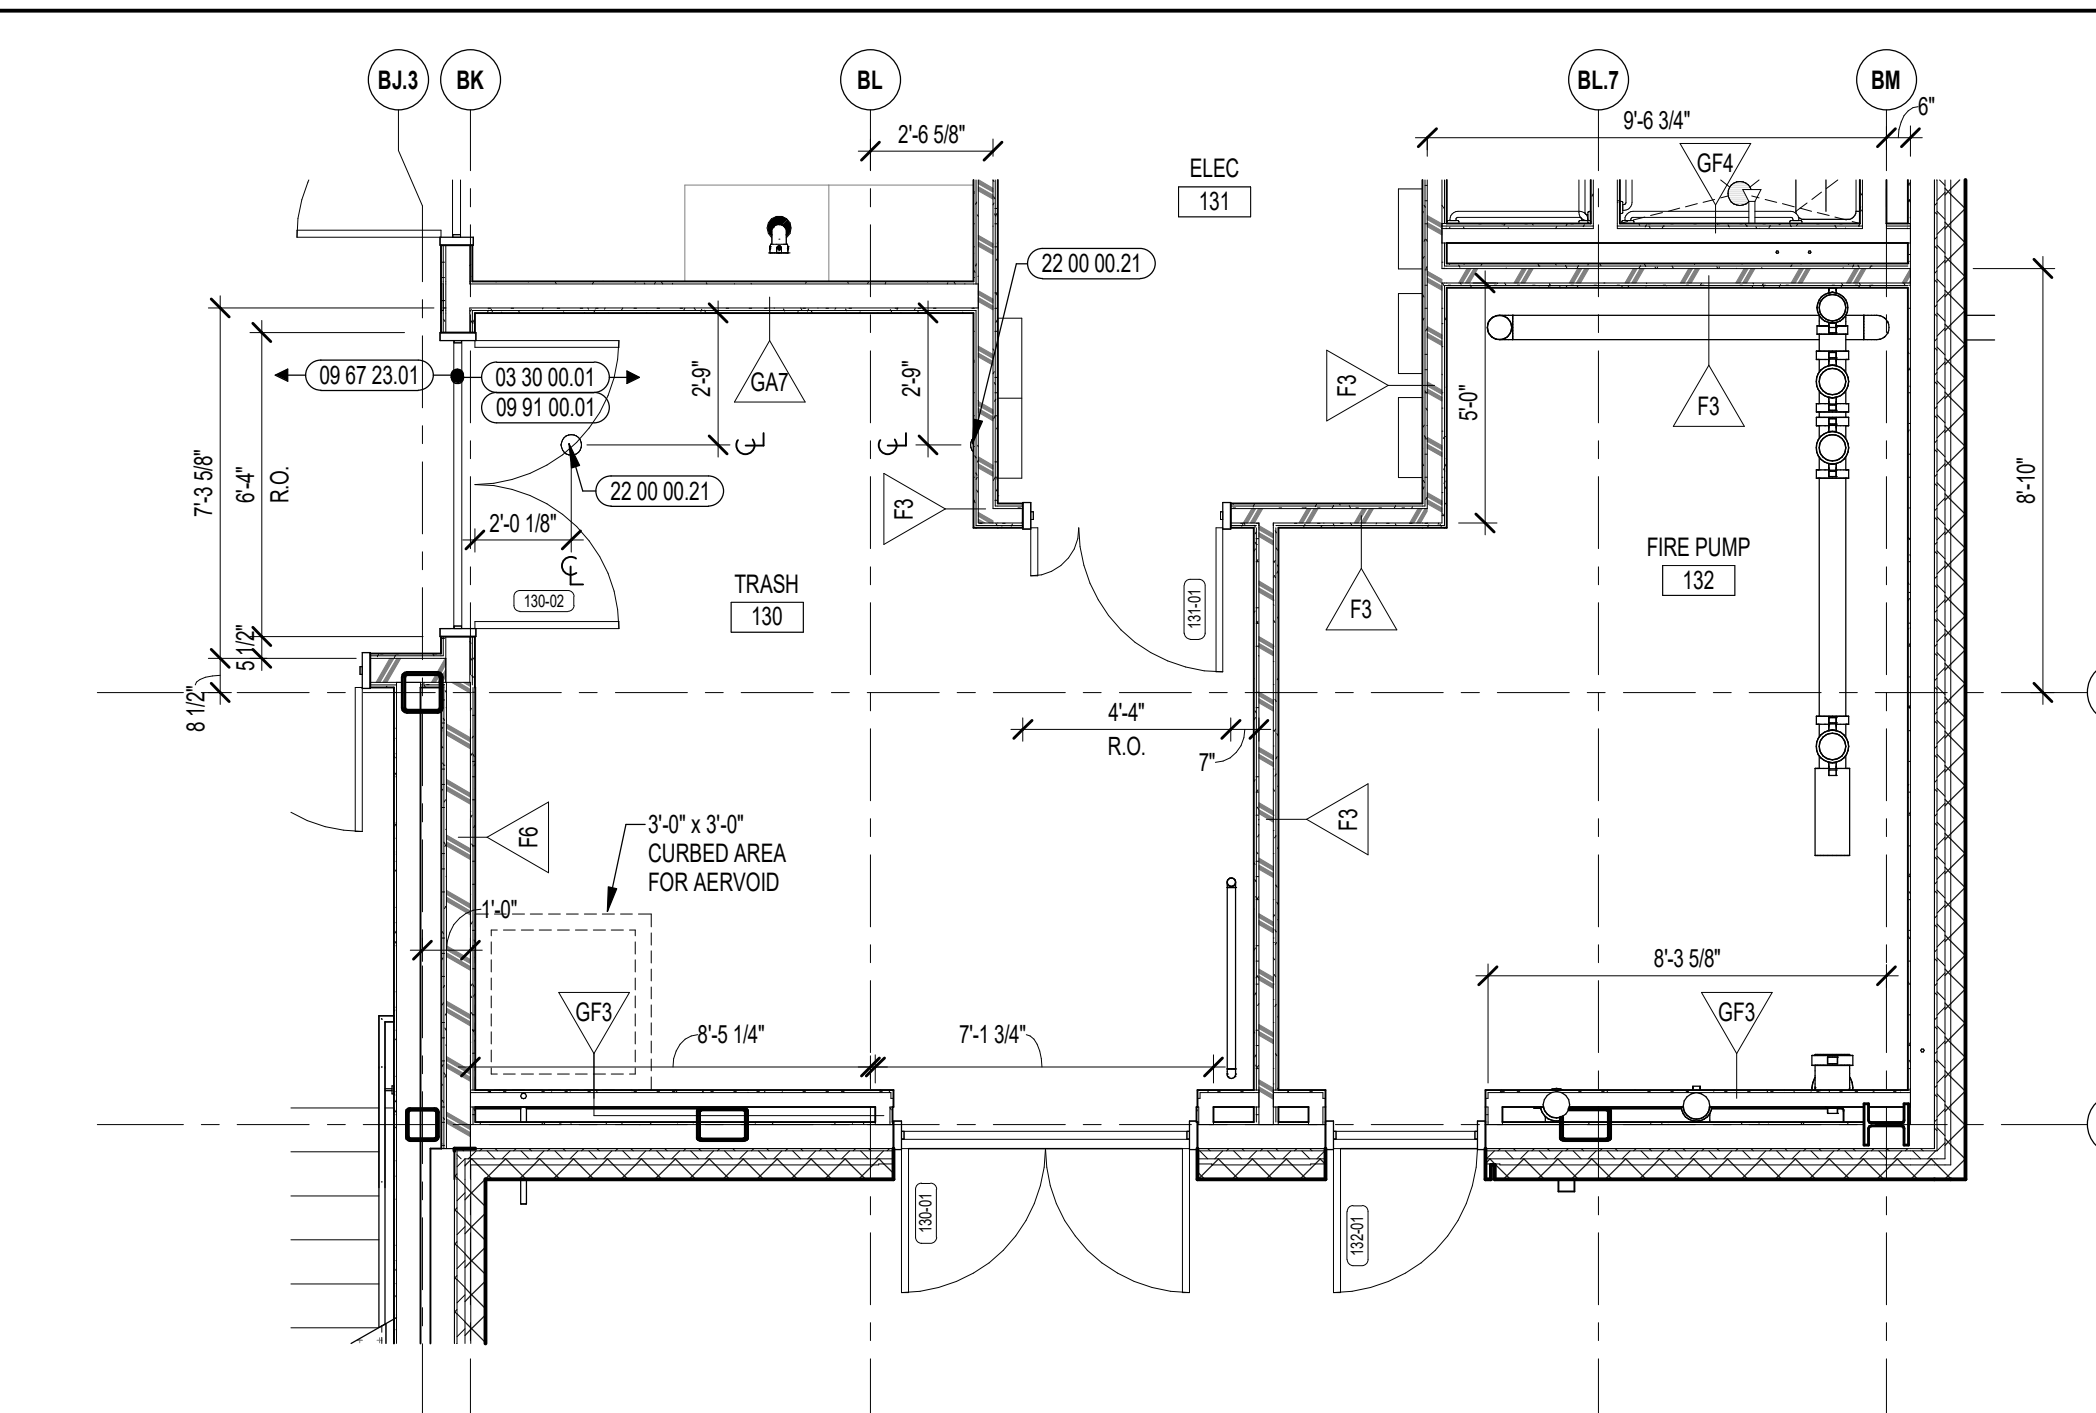 BJ.3
BK
BL
BL.7
BM
6"
2'-6 5/8"
9'-6 3/4"
ELEC
131
GF4
22 00 00.21
09 67 23.01
03 30 00.01
09 91 00.01
2'-9"
GA7
2'-9"
F3
F3
5'-0"
7'-3 5/8"
6'-4"
R.O.
8'-10"
22 00 00.21
F3
2'-0 1/8"
FIRE PUMP
132
TRASH
130
130-02
131-01
F3
5 1/2"
8 1/2"
4'-4"
R.O.
7"
3'-0" x 3'-0"
CURBED AREA
FOR AERVOID
F6
F3
1'-0"
8'-3 5/8"
GF3
GF3
8'-5 1/4"
7'-1 3/4"
130-01
132-01